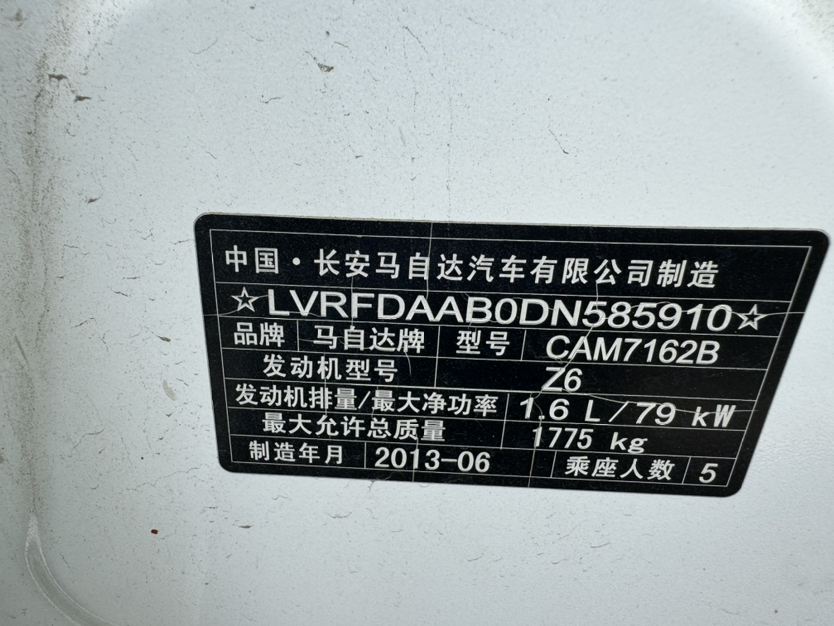 中国·长安马自达汽车有限公司制造
☆LVRFDAAB0DN585910☆
品牌 马自达牌 型号 CAM7162B
发动机型号 Z6
发动机排量/最大净功率 1.6 L/79 kW
最大允许总质量 1775 kg
制造年月 2013-06 乘座人数 5